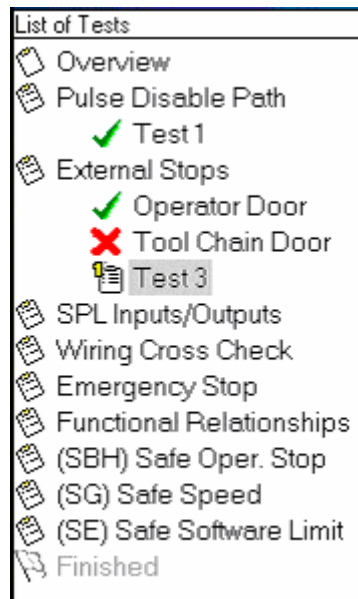 List of Tests
Overview
Pulse Disable Path
Test 1
External Stops
Operator Door
Tool Chain Door
Test 3
SPL Inputs/Outputs
Wiring Cross Check
Emergency Stop
Functional Relationships
(SBH) Safe Oper. Stop
(SG) Safe Speed
(SE) Safe Software Limit
Finished